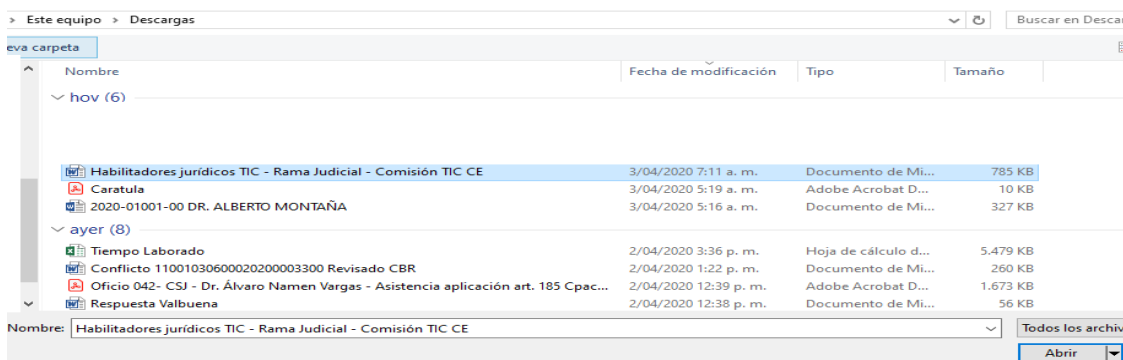 > Este equipo > Descargas Buscar en Descar
eva carpeta
Nombre Fecha de modificación Tipo Tamaño
hoy (6)
Habilitadores jurídicos TIC - Rama Judicial - Comisión TIC CE 3/04/2020 7:11 a. m. Documento de Mi... 785 KB
Caratula 3/04/2020 5:19 a. m. Adobe Acrobat D... 10 KB
2020-01001-00 DR. ALBERTO MONTAÑA 3/04/2020 5:16 a. m. Documento de Mi... 327 KB
ayer (8)
Tiempo Laborado 2/04/2020 3:36 p. m. Hoja de cálculo d... 5.479 KB
Conflicto 11001030600020200003300 Revisado CBR 2/04/2020 1:22 p. m. Documento de Mi... 260 KB
Oficio 042- CSJ - Dr. Álvaro Namen Vargas - Asistencia aplicación art. 185 Cpac... 2/04/2020 12:39 p. m. Adobe Acrobat D... 1.673 KB
Respuesta Valbuena 2/04/2020 12:38 p. m. Documento de Mi... 56 KB
Nombre: Habilitadores jurídicos TIC - Rama Judicial - Comisión TIC CE Todos los archiv
Abrir